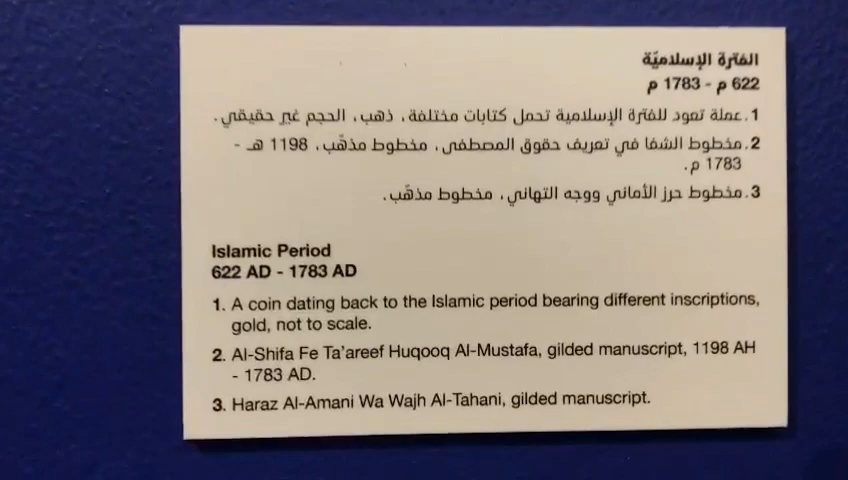 الفترة الإسلاميّة
622 م - 1783 م
1. عملة تعود للفترة الإسلامية تحمل كتابات مختلفة، ذهب، الحجم غير حقيقي.
2. مخطوط الشفا في تعريف حقوق المصطفى، مخطوط مذهّب، 1198 هـ -
1783 م.
3. مخطوط حرز الأماني ووجه التهاني، مخطوط مذهّب.
Islamic Period
622 AD - 1783 AD
1. A coin dating back to the Islamic period bearing different inscriptions,
gold, not to scale.
2. Al-Shifa Fe Ta'areef Huqooq Al-Mustafa, gilded manuscript, 1198 AH
- 1783 AD.
3. Haraz Al-Amani Wa Wajh Al-Tahani, gilded manuscript.